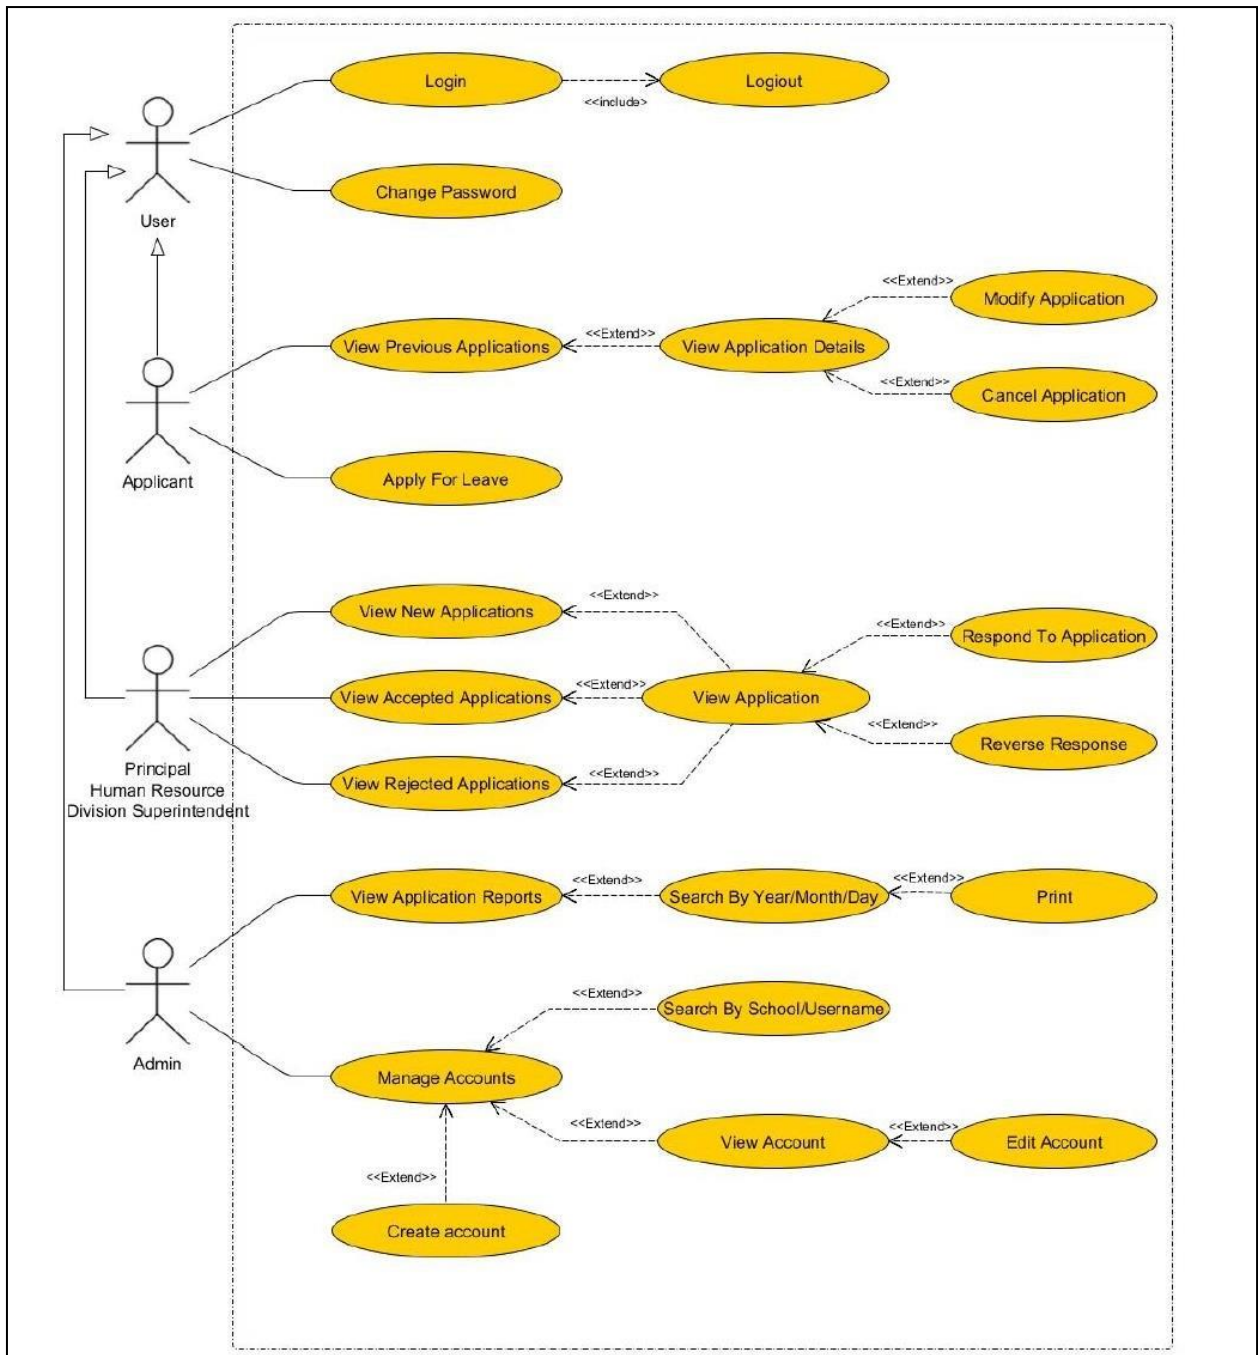 Login
Logiout
<<include>
Change Password
User
<<Extend>>
Modify Application
<<Extend>>
View Previous Applications
View Application Details
<<Extend>>
Cancel Application
Applicant
Apply For Leave
<<Extend>>
View New Applications
<<Extend>>
Respond To Application
<<Extend>>
View Accepted Applications
View Application
<<Extend>>
Reverse Response
Principal
Human Resource
Division Superintendent
<<Extend>>
View Rejected Applications
<<Extend>>
<<Extend>>
View Application Reports
Search By Year/Month/Day
Print
<<Extend>>
Search By School/Username
Admin
Manage Accounts
<<Extend>>
<<Extend>>
View Account
Edit Account
<<Extend>>
Create account